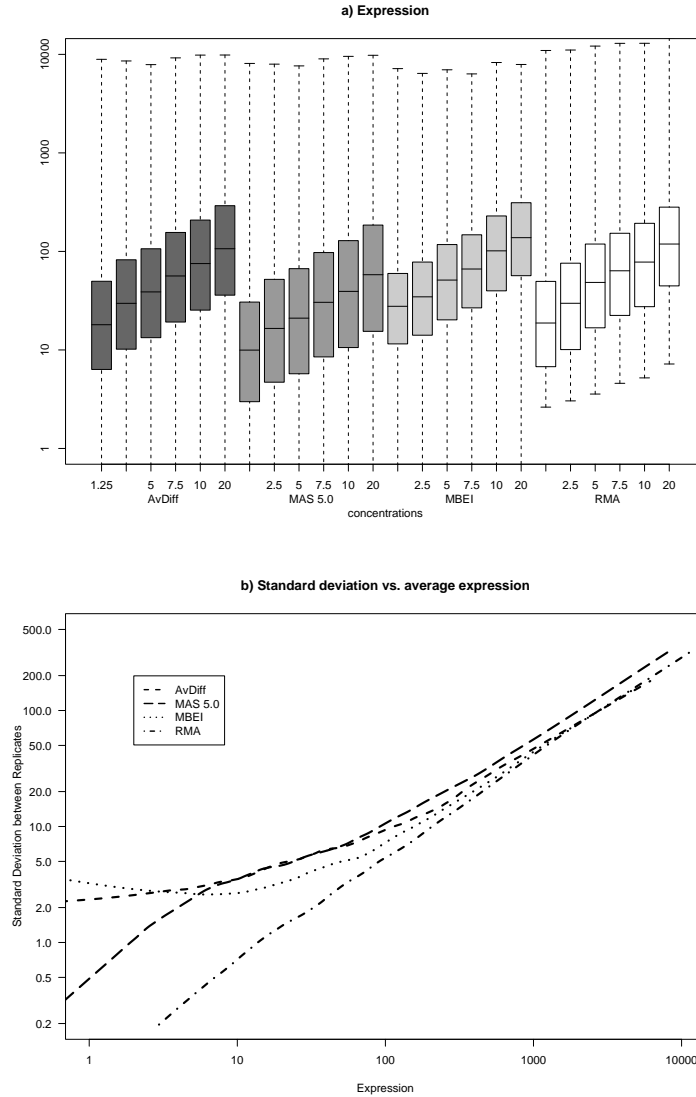 a) Expression
10000
1000
100
10
1
1.25 5 7.5 10 20 2.5 5 7.5 10 20 2.5 5 7.5 10 20 2.5 5 7.5 10 20
AvDiff MAS 5.0 MBEI RMA
concentrations
b) Standard deviation vs. average expression
Standard Deviation between Replicates
500.0
200.0
100.0
50.0
20.0
10.0
5.0
2.0
1.0
0.5
0.2
AvDiff
MAS 5.0
MBEI
RMA
1 10 100 1000 10000
Expression